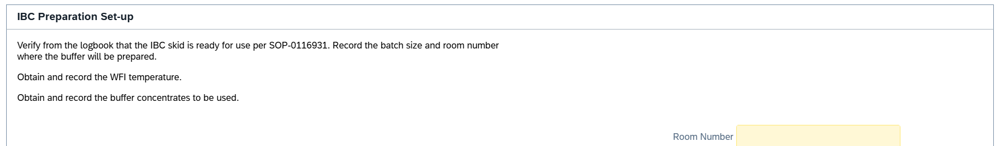 IBC Preparation Set-up
Verify from the logbook that the IBC skid is ready for use per SOP-0116931. Record the batch size and room number
where the buffer will be prepared.
Obtain and record the WFI temperature.
Obtain and record the buffer concentrates to be used.
Room Number